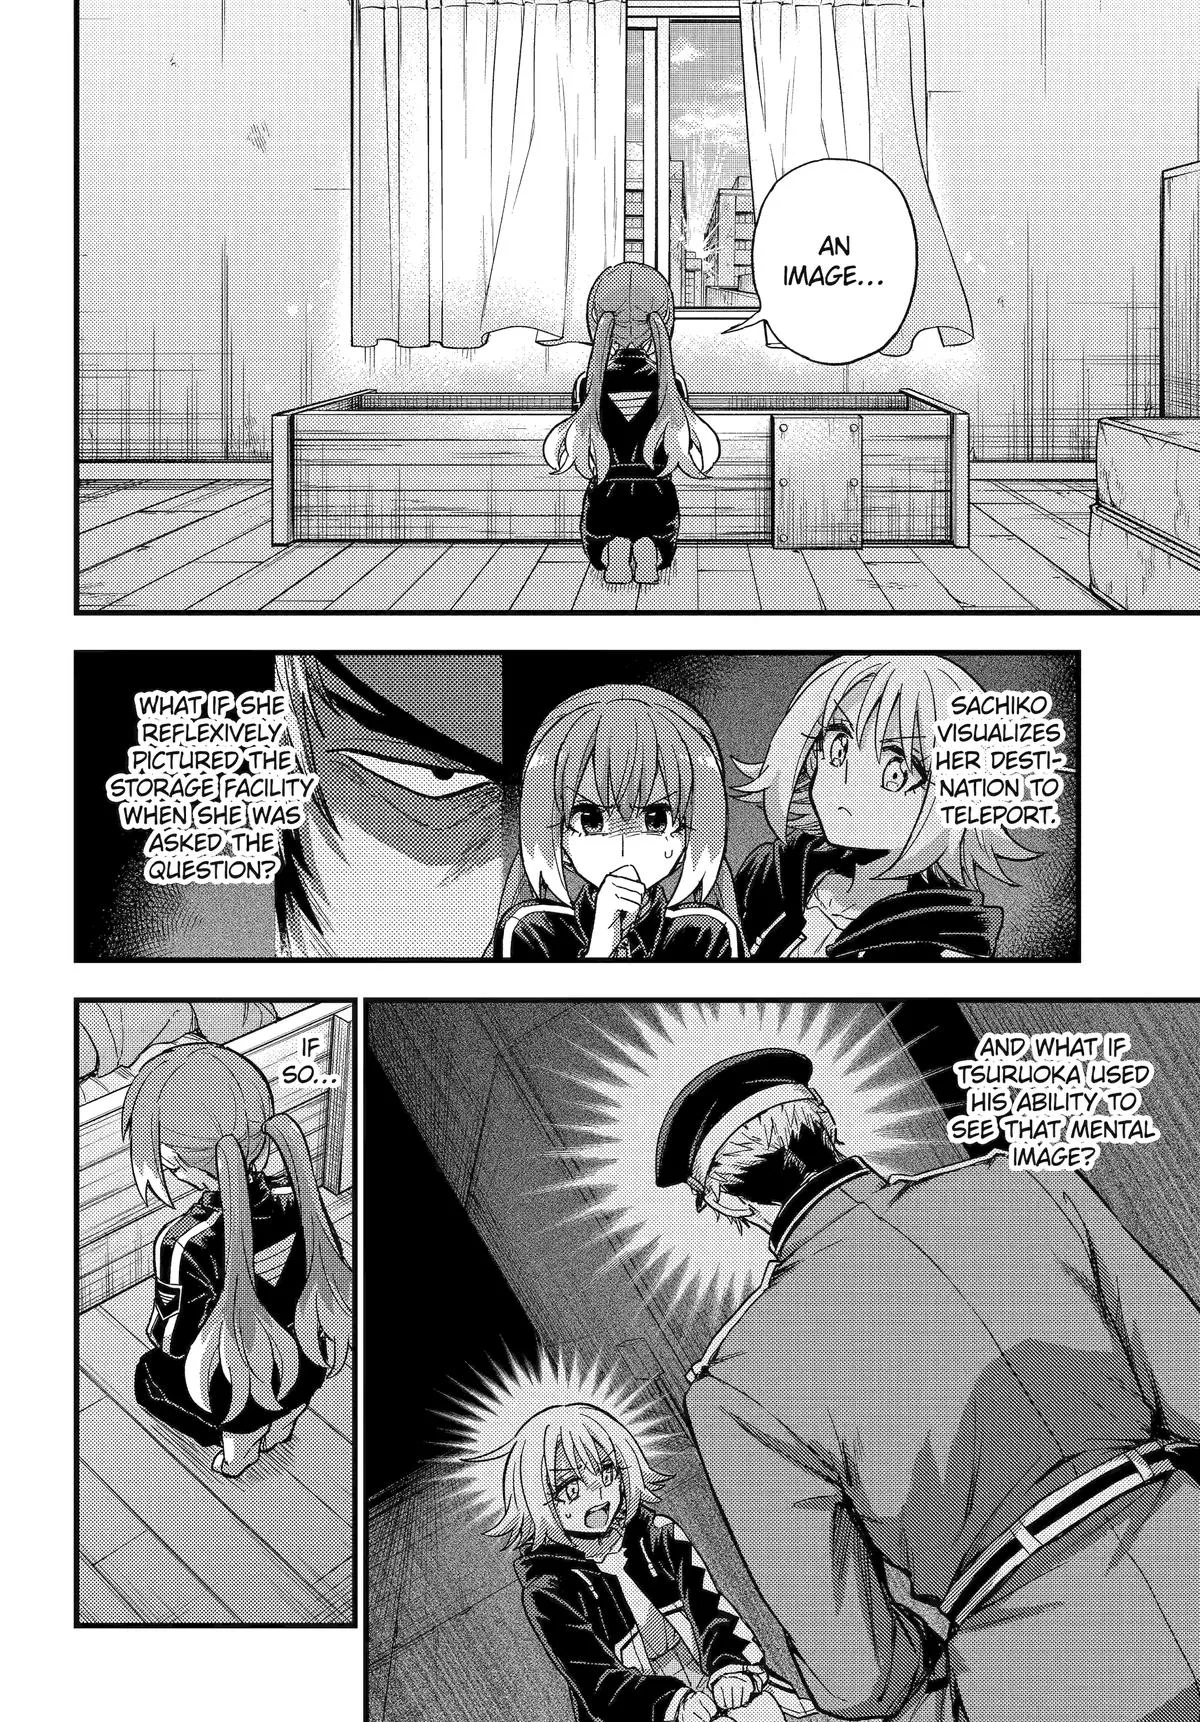 AN
IMAGE...
SACHIKO
VISUALIZES
HER DESTI-
NATION TO
TELEPORT.
WHAT IF SHE
REFLEXIVELY
PICTURED THE
STORAGE FACILITY
WHEN SHE WAS
ASKED THE
QUESTION?
AND WHAT IF
TSURUOKA USED
HIS ABILITY TO
SEE THAT MENTAL
IMAGE?
IF
SO...